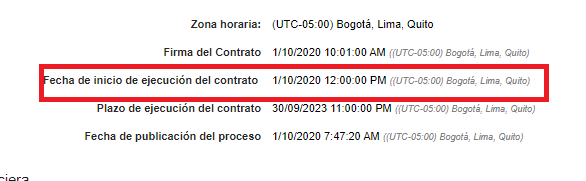 Zona horaria: (UTC-05:00) Bogotá, Lima, Quito
Firma del Contrato 1/10/2020 10:01:00 AM ((UTC-05:00) Bogotá, Lima, Quito)
Fecha de inicio de ejecución del contrato 1/10/2020 12:00:00 PM ((UTC-05:00) Bogotá, Lima, Quito)
Plazo de ejecución del contrato 30/09/2023 11:00:00 PM ((UTC-05:00) Bogotá, Lima, Quito)
Fecha de publicación del proceso 1/10/2020 7:47:20 AM ((UTC-05:00) Bogotá, Lima, Quito)